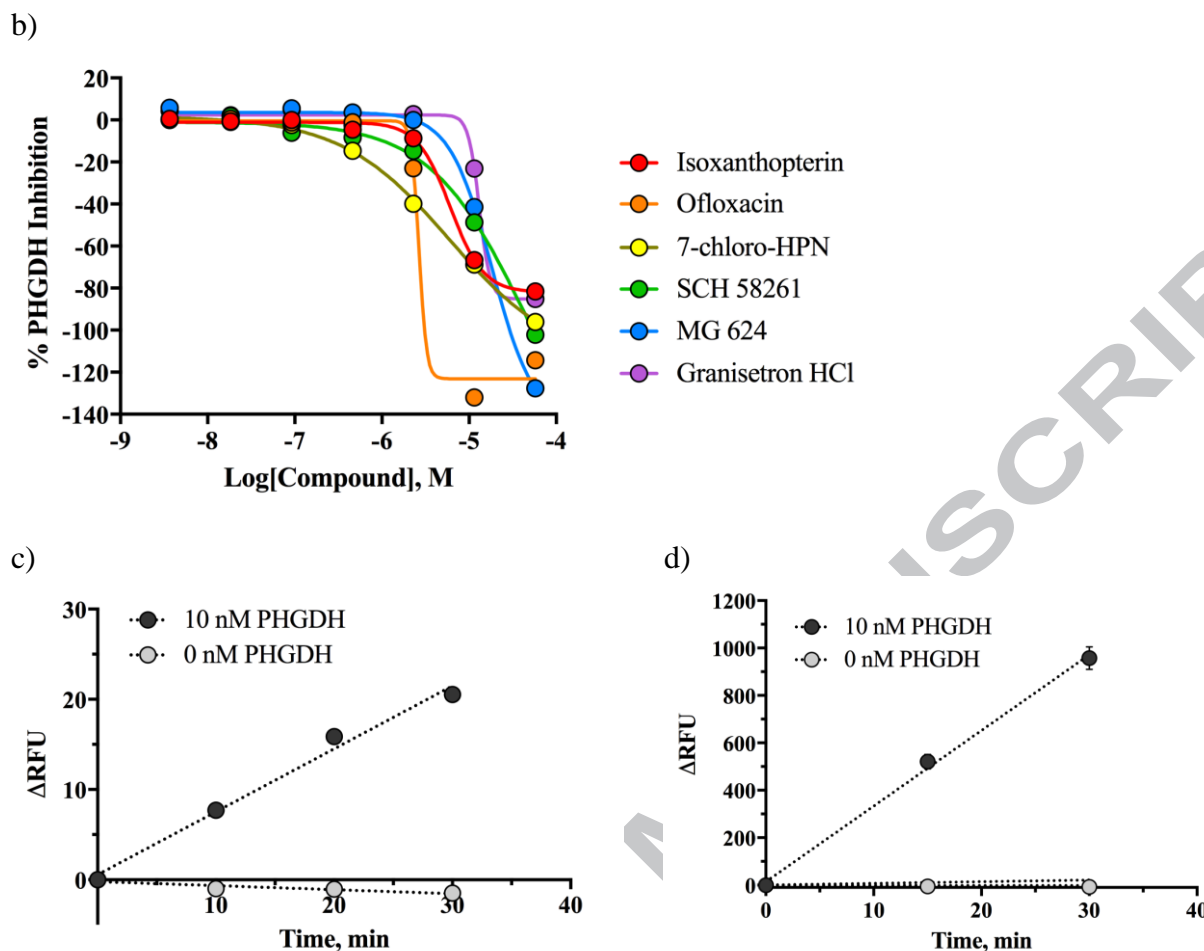 b)
% PHGDH Inhibition
20
0
-20
-40
-60
-80
-100
-120
-140
-9
-8
-7
-6
-5
-4
Log[Compound], M
Isoxanthopterin
Ofloxacin
7-chloro-HPN
SCH 58261
MG 624
Granisetron HCl
c)
ΔRFU
30
20
10
0
10
20
30
40
Time, min
10 nM PHGDH
0 nM PHGDH
d)
ΔRFU
1200
1000
800
600
400
200
0
0
10
20
30
40
Time, min
10 nM PHGDH
0 nM PHGDH
NSCRIP